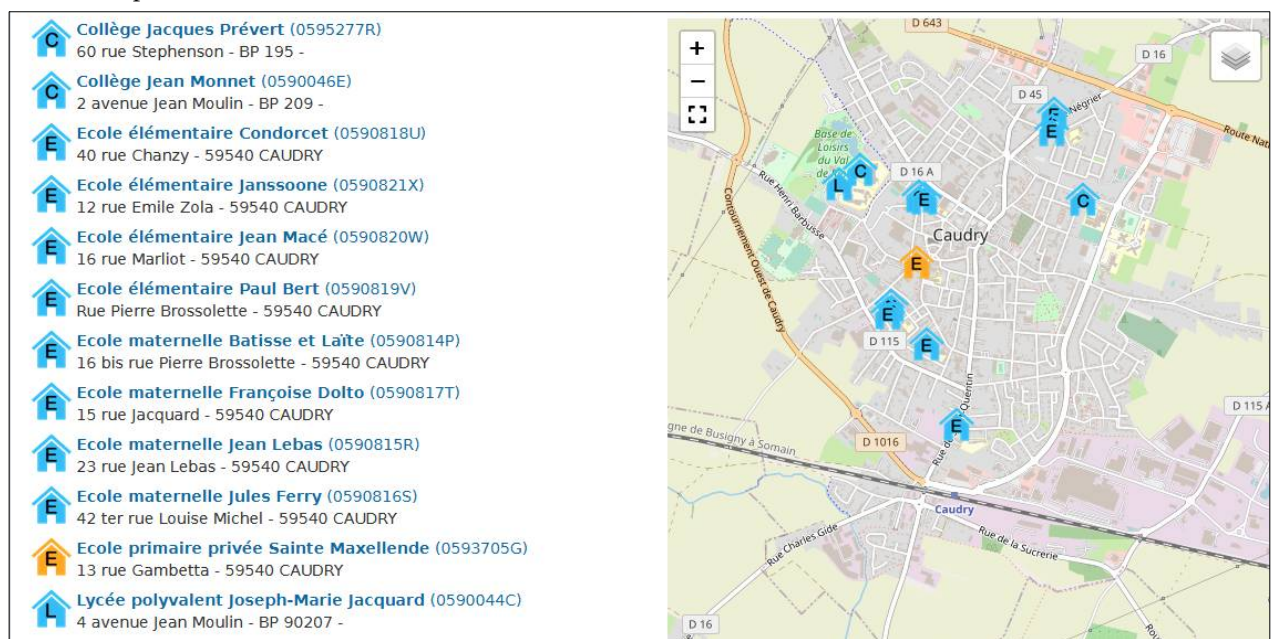 Collège Jacques Prévert (0595277R)
60 rue Stephenson - BP 195 -
Collège Jean Monnet (0590046E)
2 avenue Jean Moulin - BP 209 -
Ecole élémentaire Condorcet (0590818U)
40 rue Chanzy - 59540 CAUDRY
Ecole élémentaire Janssoone (0590821X)
12 rue Emile Zola - 59540 CAUDRY
Ecole élémentaire Jean Macé (0590820W)
16 rue Marliot - 59540 CAUDRY
Ecole élémentaire Paul Bert (0590819V)
Rue Pierre Brossolette - 59540 CAUDRY
Ecole maternelle Batisse et Laïte (0590814P)
16 bis rue Pierre Brossolette - 59540 CAUDRY
Ecole maternelle Françoise Dolto (0590817T)
15 rue Jacquard - 59540 CAUDRY
Ecole maternelle Jean Lebas (0590815R)
23 rue Jean Lebas - 59540 CAUDRY
Ecole maternelle Jules Ferry (0590816S)
42 ter rue Louise Michel - 59540 CAUDRY
Ecole primaire privée Sainte Maxellende (0593705G)
13 rue Gambetta - 59540 CAUDRY
Lycée polyvalent Joseph-Marie Jacquard (0590044C)
4 avenue Jean Moulin - BP 90207 -
D 643
D 16
D 45
Négrier
Route Nat
Base de
Loisirs
du Val
D 16 A
Rue Henri Barbusse
Contournement Ouest de Caudry
Caudry
D 115
Quentin
D 115 A
gne de Busigny à Somain
D 1016
Rue de
Caudry
Rue Charles Gide
Rue de la Sucrerie
D 16